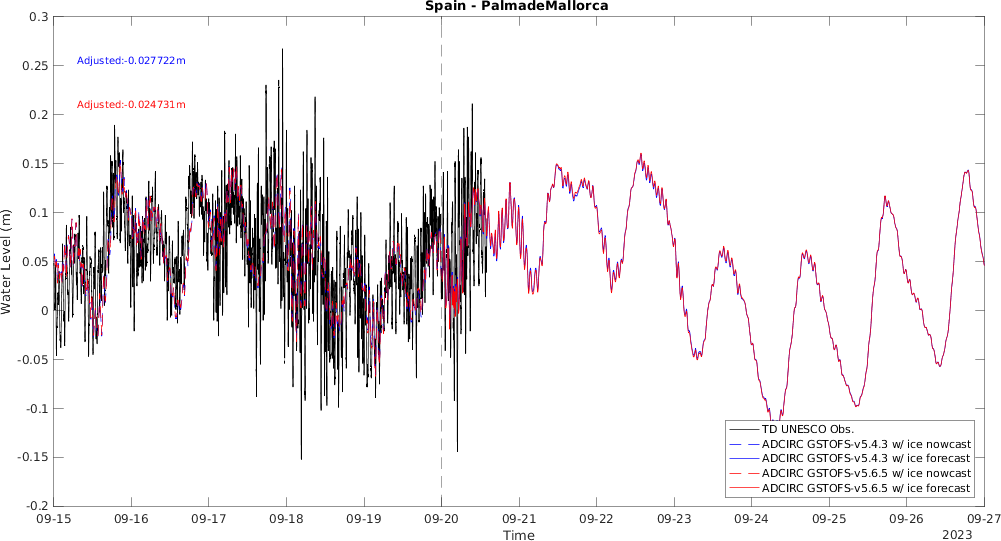 Spain - PalmadeMallorca
0.3
0.25
0.2
0.15
0.1
0.05
0
-0.05
-0.1
-0.15
-0.2
Water Level (m)
Adjusted:-0.027722m
Adjusted:-0.024731m
TD UNESCO Obs.
ADCIRC GSTOFS-v5.4.3 w/ ice nowcast
ADCIRC GSTOFS-v5.4.3 w/ ice forecast
ADCIRC GSTOFS-v5.6.5 w/ ice nowcast
ADCIRC GSTOFS-v5.6.5 w/ ice forecast
09-15 09-16 09-17 09-18 09-19 09-20 09-21 09-22 09-23 09-24 09-25 09-26 09-27
Time
2023